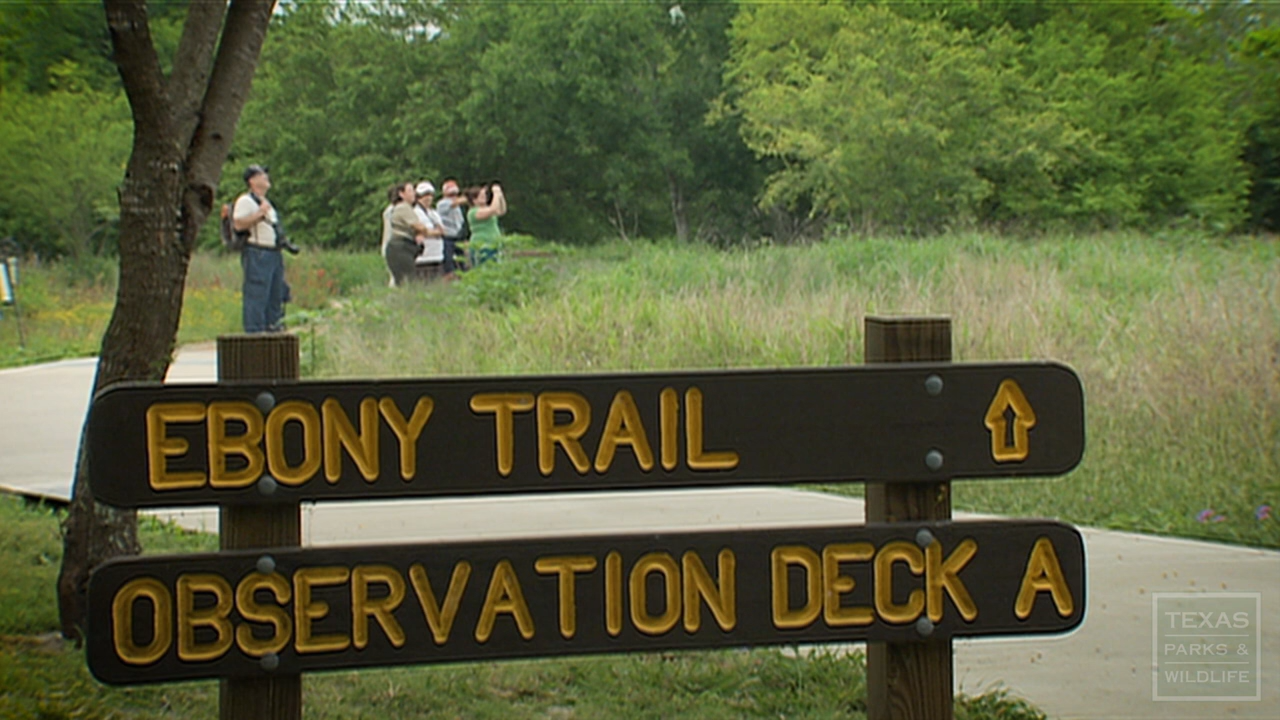 EBONY TRAIL ⇧
OBSERVATION DECK A
TEXAS
PARKS &
WILDLIFE